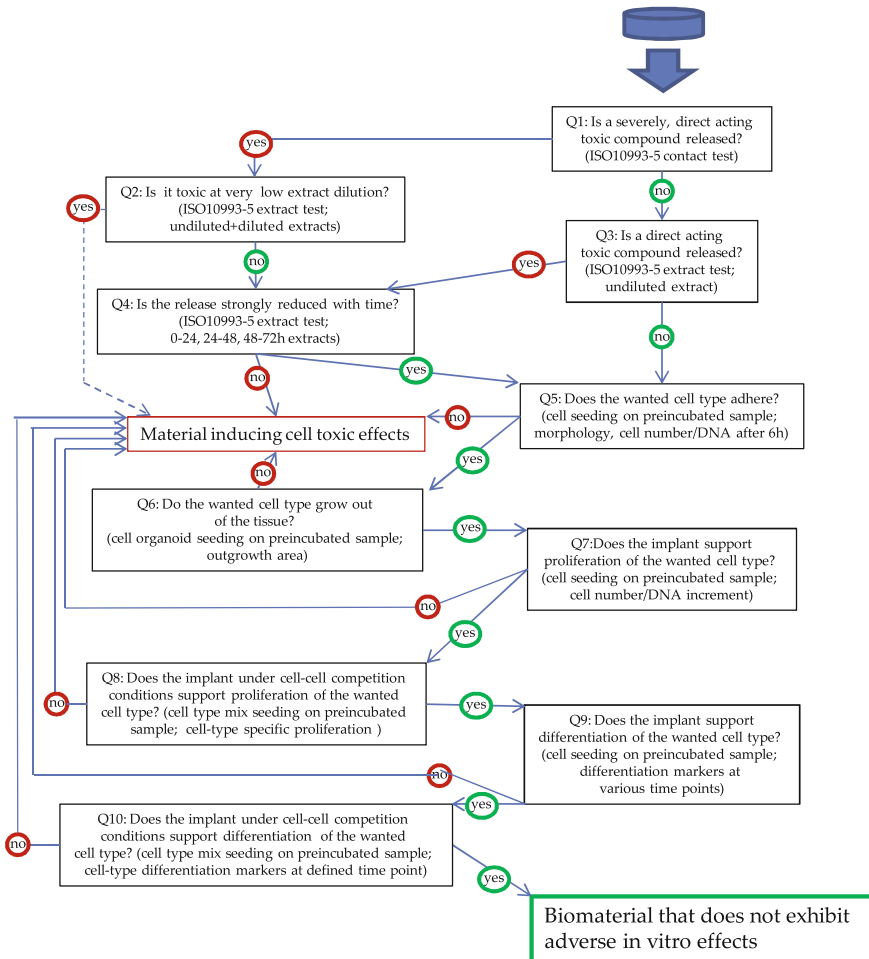 Q1: Is a severely, direct acting
toxic compound released?
(ISO10993-5 contact test)
yes
no
Q2: Is it toxic at very low extract dilution?
(ISO10993-5 extract test;
undiluted+diluted extracts)
yes
no
Q3: Is a direct acting
toxic compound released?
(ISO10993-5 extract test;
undiluted extract)
yes
no
Q4: Is the release strongly reduced with time?
(ISO10993-5 extract test;
0-24, 24-48, 48-72h extracts)
no
yes
Q5: Does the wanted cell type adhere?
(cell seeding on preincubated sample;
morphology, cell number/DNA after 6h)
no
yes
Material inducing cell toxic effects
no
Q6: Do the wanted cell type grow out
of the tissue?
(cell organoid seeding on preincubated sample;
outgrowth area)
yes
Q7:Does the implant support
proliferation of the wanted cell type?
(cell seeding on preincubated sample;
cell number/DNA increment)
no
yes
Q8: Does the implant under cell-cell competition
conditions support proliferation of the wanted
cell type? (cell type mix seeding on preincubated
sample; cell-type specific proliferation )
no
yes
Q9: Does the implant support
differentiation of the wanted cell type?
(cell seeding on preincubated sample;
differentiation markers at
various time points)
no
yes
Q10: Does the implant under cell-cell competition
conditions support differentiation of the wanted
cell type? (cell type mix seeding on preincubated sample;
cell-type differentiation markers at defined time point)
no
yes
Biomaterial that does not exhibit
adverse in vitro effects